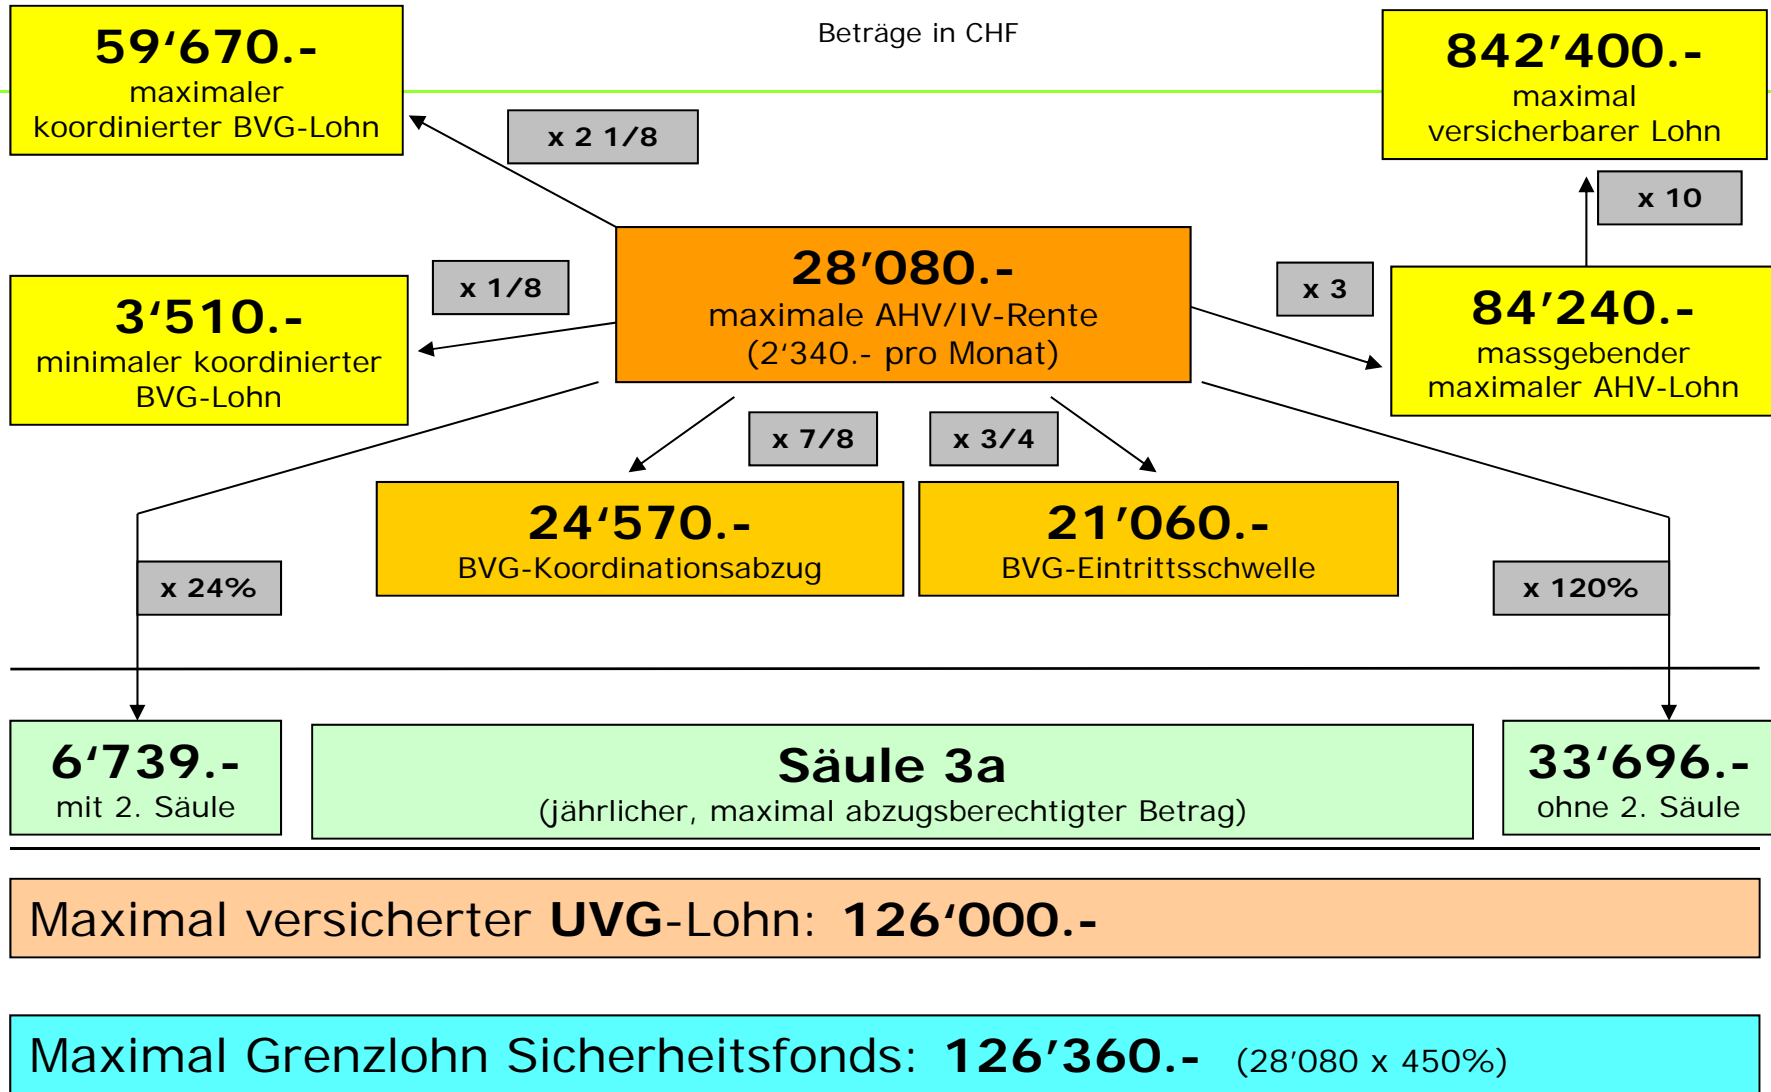 59‘670.-
maximaler
koordinierter BVG-Lohn
Beträge in CHF
842’400.-
maximal
versicherbarer Lohn
x 2 1/8
x 10
28’080.-
maximale AHV/IV-Rente
(2‘340.- pro Monat)
x 1/8
x 3
3‘510.-
minimaler koordinierter
BVG-Lohn
84’240.-
massgebender
maximaler AHV-Lohn
x 7/8
x 3/4
24‘570.-
BVG-Koordinationsabzug
21’060.-
BVG-Eintrittsschwelle
x 24%
x 120%
6‘739.-
mit 2. Säule
Säule 3a
(jährlicher, maximal abzugsberechtigter Betrag)
33‘696.-
ohne 2. Säule
Maximal versicherter UVG-Lohn: 126‘000.-
Maximal Grenzlohn Sicherheitsfonds: 126’360.- (28’080 x 450%)